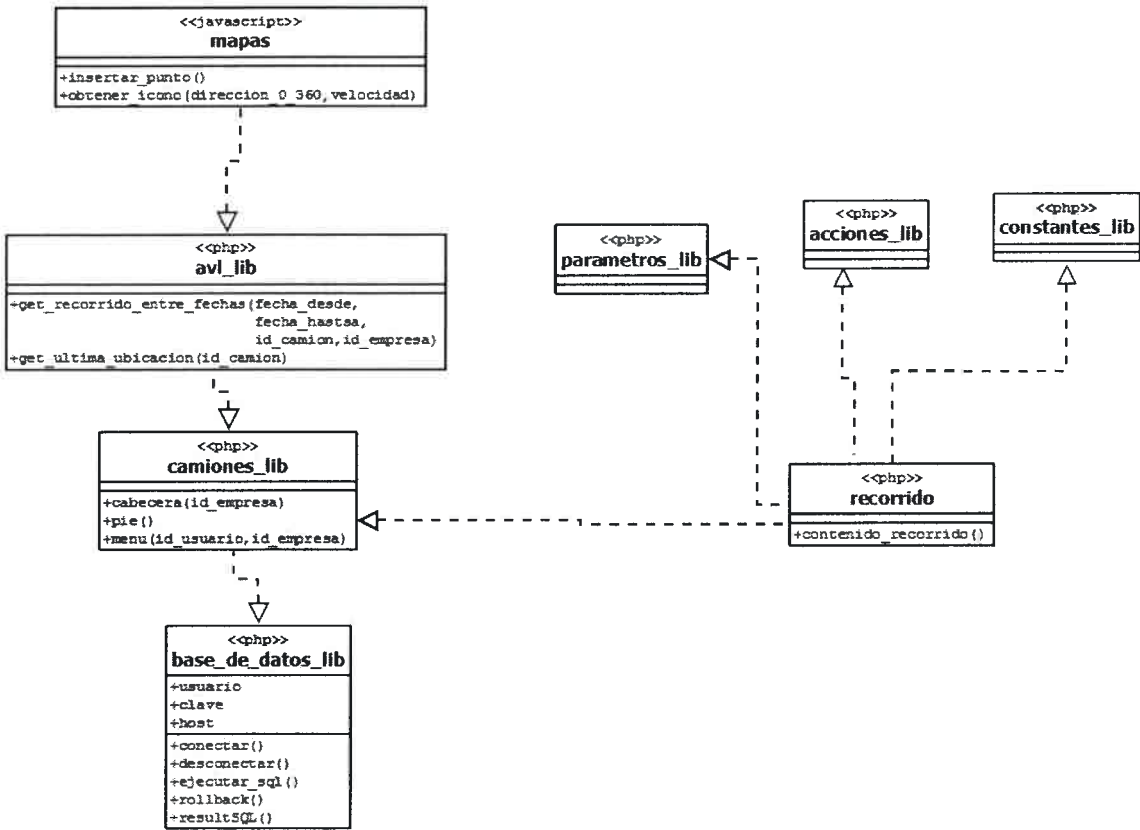 <<javascript>>
mapas
+insertar_punto()
+obtener_icono(direccion_0_360,velocidad)
<<php>>
avl_lib
+get_recorrido_entre_fechas(fecha_desde,
fecha_hastsa,
id_camion,id_empresa)
+get_ultima_ubicacion(id_camion)
<<php>>
parametros_lib
<<php>>
acciones_lib
<<php>>
constantes_lib
<<php>>
camiones_lib
+cabecera(id_empresa)
+pie()
+menu(id_usuario,id_empresa)
<<php>>
recorrido
+contenido_recorrido()
<<php>>
base_de_datos_lib
+usuario
+clave
+host
+conectar()
+desconectar()
+ejecutar_sql()
+rollback()
+resultSQL()